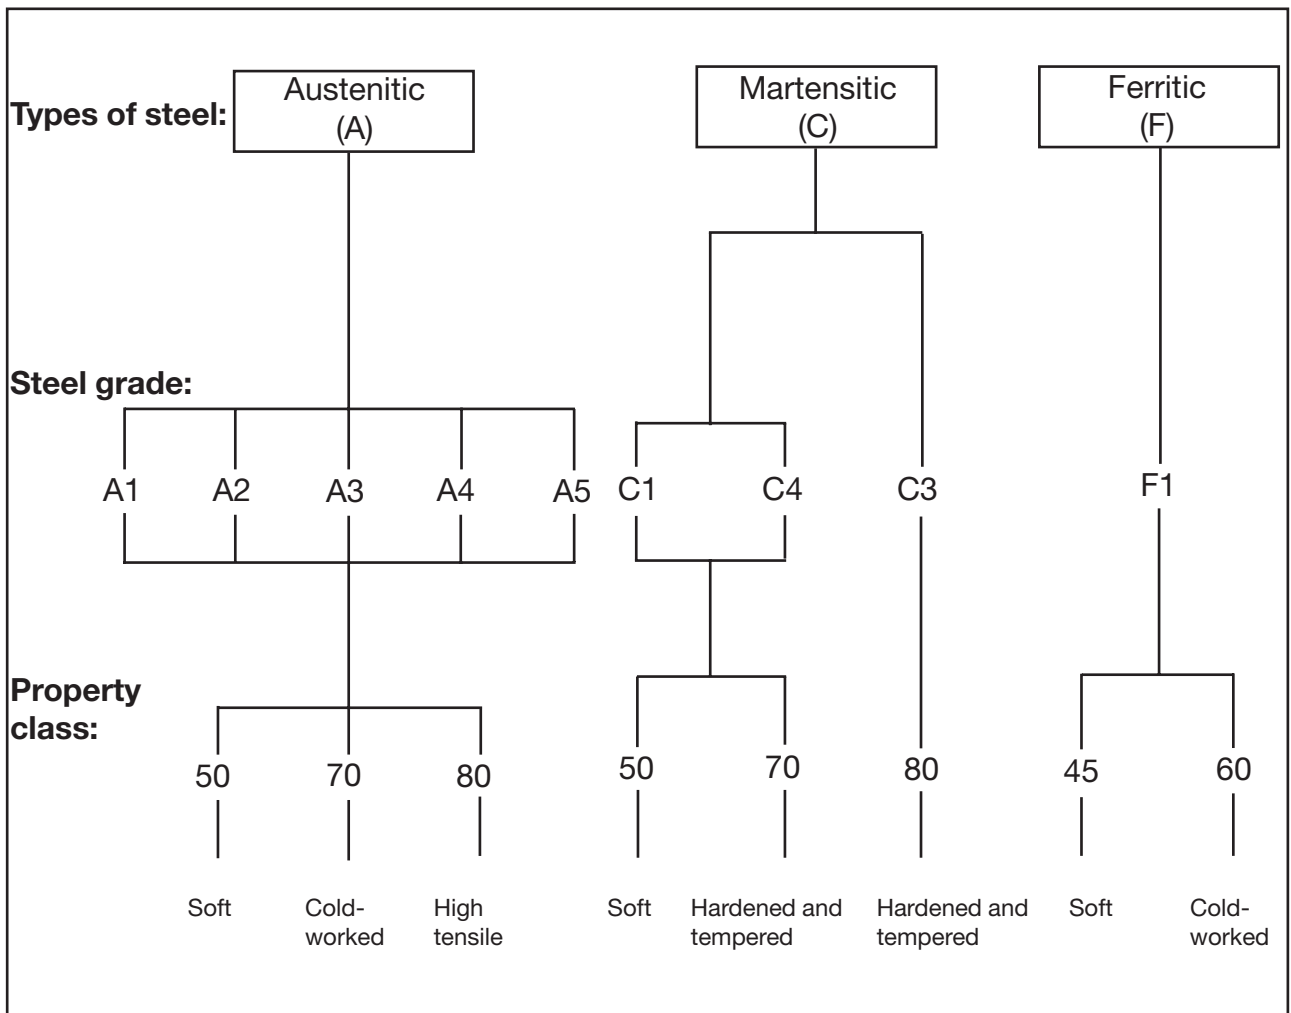 Types of steel:
Austenitic
(A)
Martensitic
(C)
Ferritic
(F)
Steel grade:
A1 A2 A3 A4 A5 C1 C4 C3 F1
Property
class:
50 70 80 50 70 80 45 60
Soft Cold- High Soft Hardened and Hardened and Soft Cold-
worked tensile tempered tempered worked